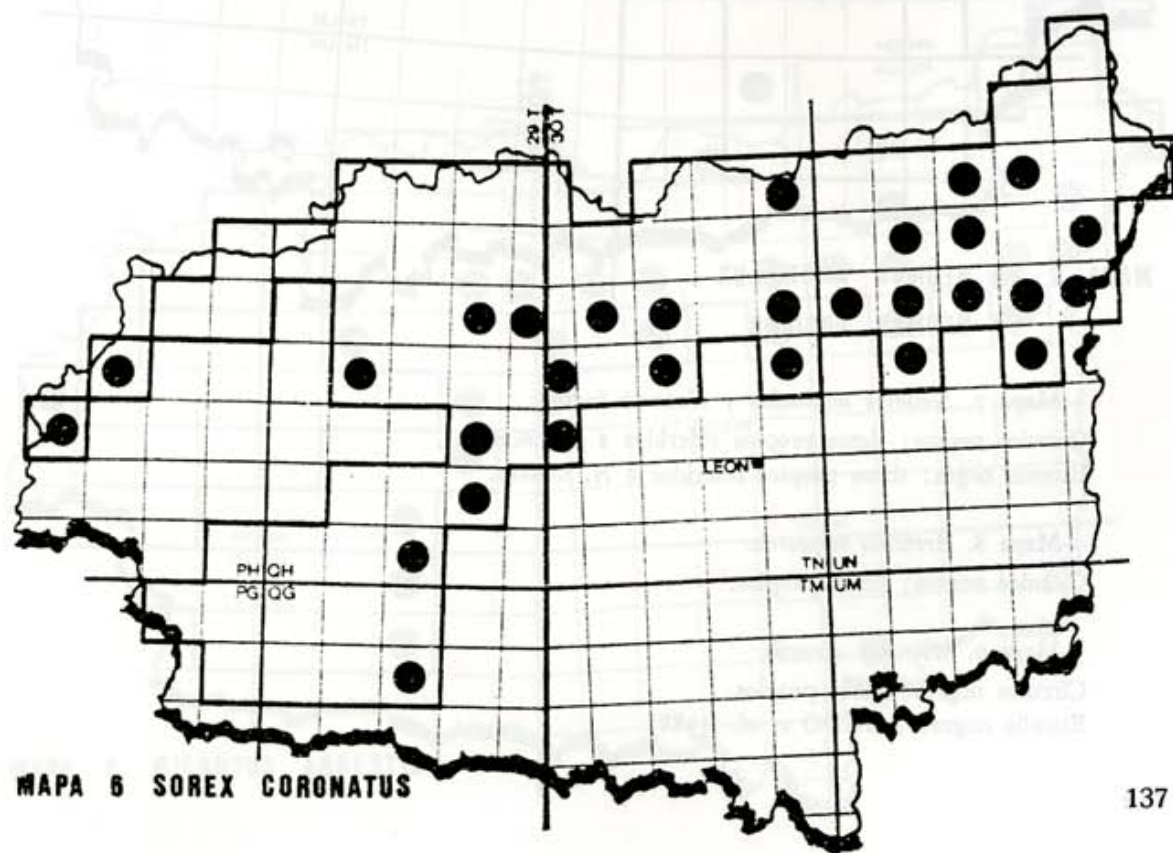 29 T
30 T
LEON
PH QH
PG QG
TN UN
TM UM
MAPA 6 SOREX CORONATUS
137